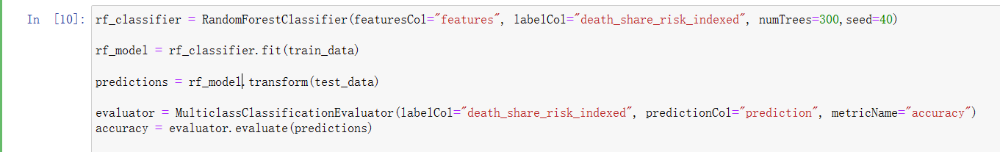 In [10]: rf_classifier = RandomForestClassifier(featuresCol="features", labelCol="death_share_risk_indexed", numTrees=300,seed=40)
rf_model = rf_classifier.fit(train_data)
predictions = rf_model.transform(test_data)
evaluator = MulticlassClassificationEvaluator(labelCol="death_share_risk_indexed", predictionCol="prediction", metricName="accuracy")
accuracy = evaluator.evaluate(predictions)